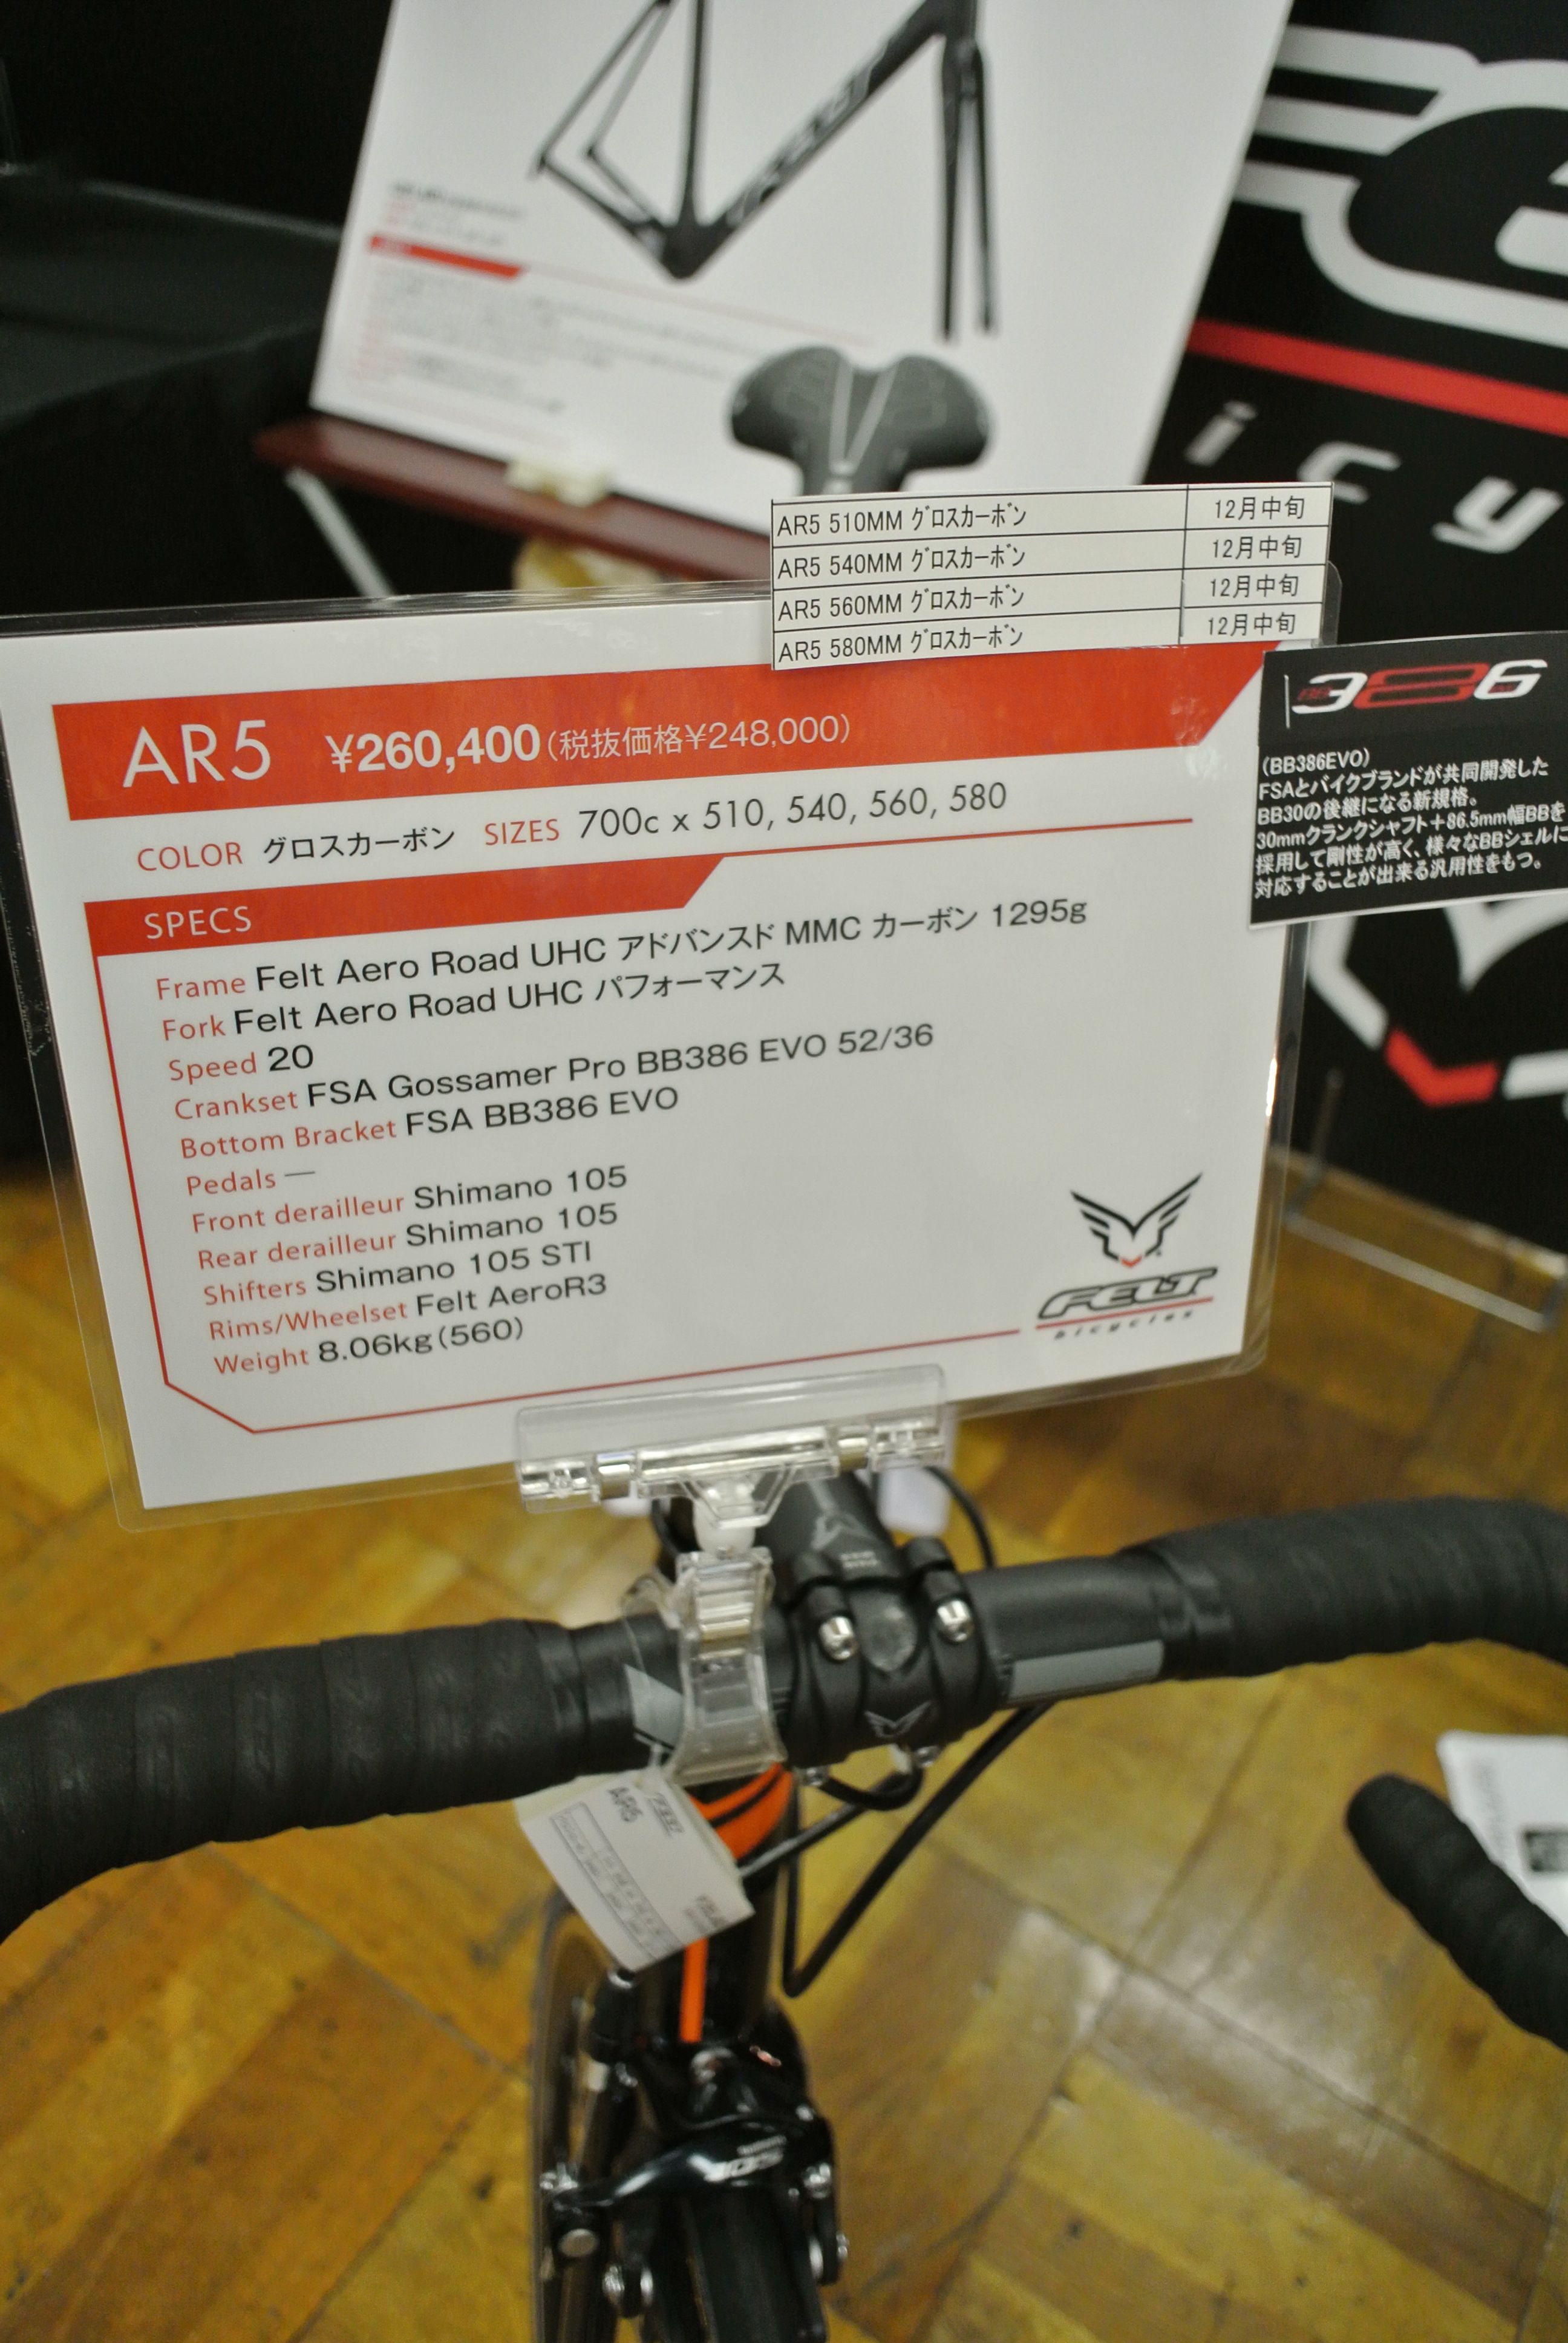 icy
AR5 510MM グロスカーボン 12月中旬
AR5 540MM グロスカーボン 12月中旬
AR5 560MM グロスカーボン 12月中旬
AR5 580MM グロスカーボン 12月中旬
AR5 ¥260,400(税抜価格¥248,000)
COLOR グロスカーボン SIZES 700c x 510, 540, 560, 580
SPECS
Frame Felt Aero Road UHC アドバンスド MMC カーボン 1295g
Fork Felt Aero Road UHC パフォーマンス
Speed 20
Crankset FSA Gossamer Pro BB386 EVO 52/36
Bottom Bracket FSA BB386 EVO
Pedals —
Front derailleur Shimano 105
Rear derailleur Shimano 105
Shifters Shimano 105 STI
Rims/Wheelset Felt AeroR3
Weight 8.06kg(560)
FELT
bicycles
386
(BB386EVO)
FSAとバイクブランドが共同開発した
BB30の後継になる新規格。
30mmクランクシャフト+86.5mm幅BBを
採用して剛性が高く、様々なBBシェルに
対応することが出来る汎用性をもつ。
AR5
105